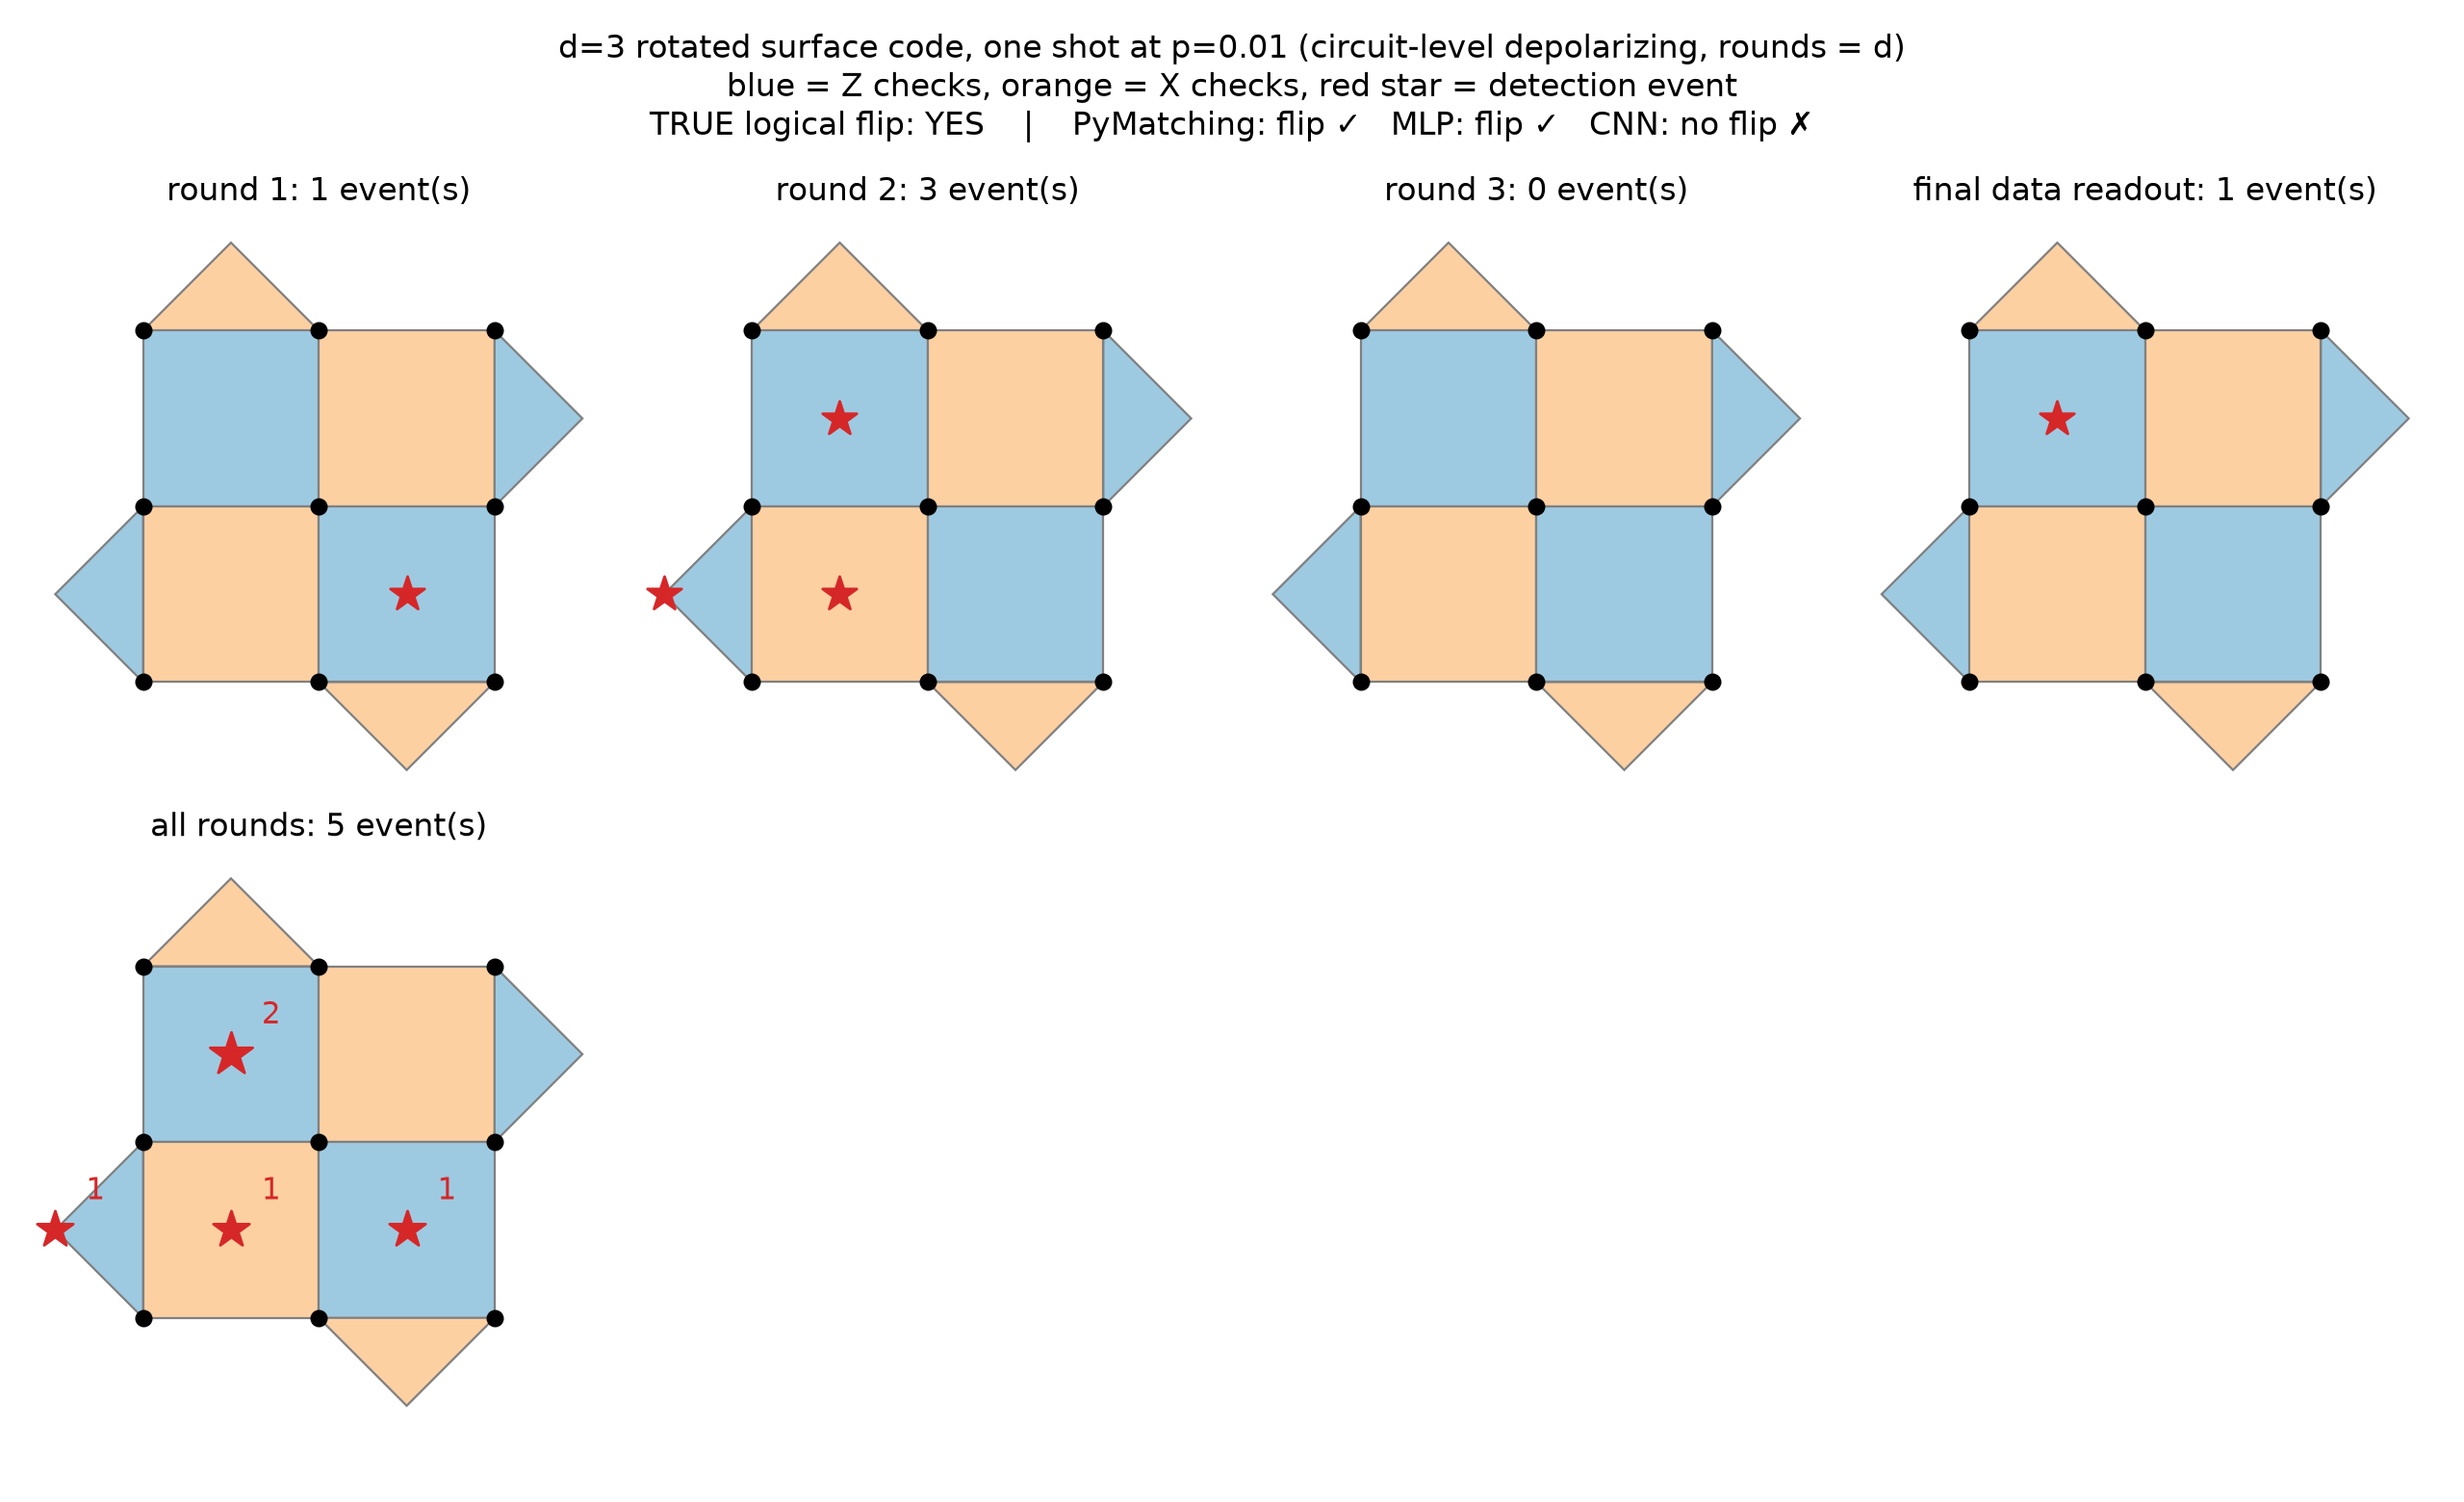 d=3 rotated surface code, one shot at p=0.01 (circuit-level depolarizing, rounds = d)
blue = Z checks, orange = X checks, red star = detection event
TRUE logical flip: YES | PyMatching: flip ✓ MLP: flip ✓ CNN: no flip ✗
round 1: 1 event(s)
round 2: 3 event(s)
round 3: 0 event(s)
final data readout: 1 event(s)
all rounds: 5 event(s)
2
1
1
1